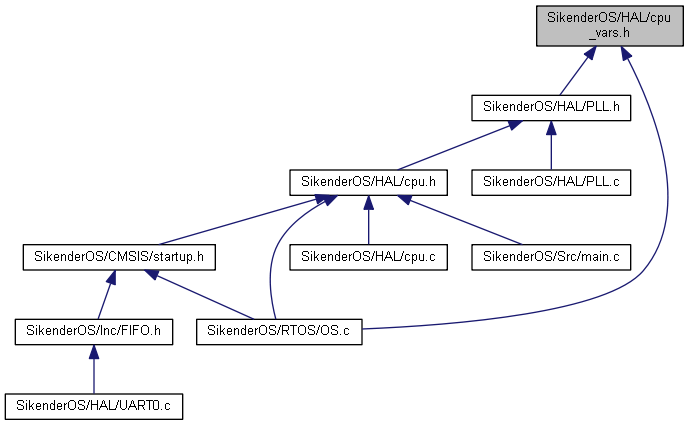 SikenderOS/HAL/cpu
_vars.h
SikenderOS/HAL/PLL.h
SikenderOS/HAL/cpu.h
SikenderOS/HAL/PLL.c
SikenderOS/CMSIS/startup.h
SikenderOS/HAL/cpu.c
SikenderOS/Src/main.c
SikenderOS/Inc/FIFO.h
SikenderOS/RTOS/OS.c
SikenderOS/HAL/UART0.c